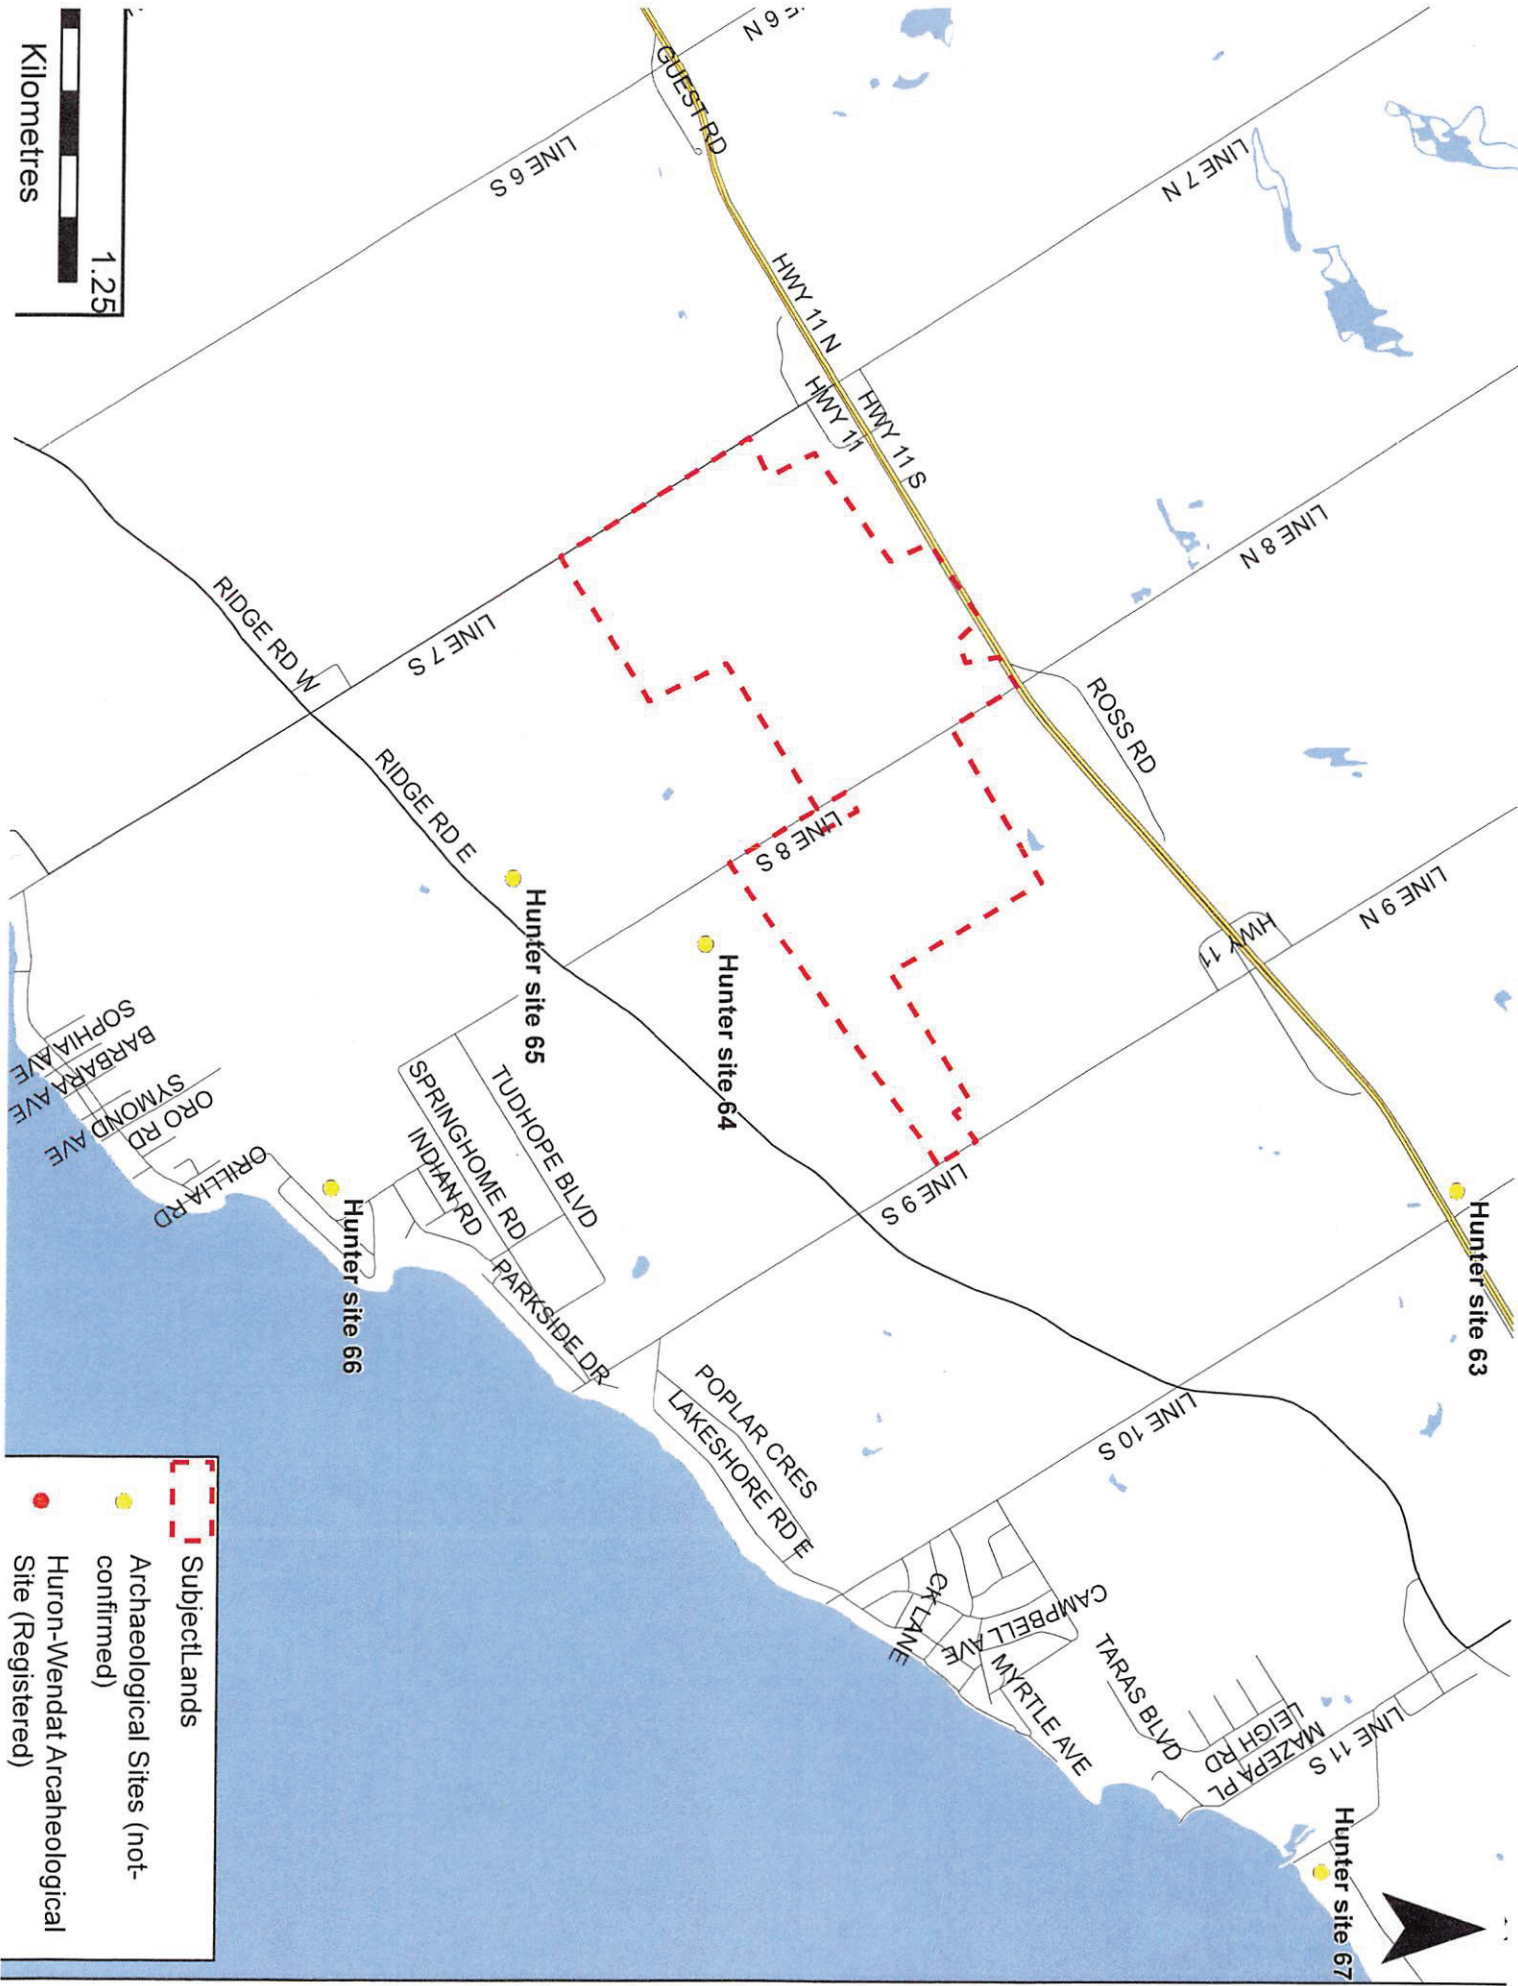 Hunter site 67
Hunter site 63
LINE 11 S
MAZEPA PL
LEIGH RD
TARAS BLVD
MYRTLE AVE
CAMPBELL AVE
CK LANE
LINE 10 S
LINE 9 N
HWY 11
LINE 8 N
ROSS RD
LINE 7 N
HWY 11 S
HWY 11
HWY 11 N
GUEST RD
6 N
LINE 6 S
LINE 9 S
LINE 8 S
LINE 7 S
POPLAR CRES
LAKESHORE RD E
Hunter site 64
Hunter site 65
TUDHOPE BLVD
SPRINGHOME RD
INDIAN RD
PARKSIDE DR
Hunter site 66
RIDGE RD E
RIDGE RD W
ORILLIA RD
ORO RD
SYMOND AVE
BARBARA AVE
SOPHIA AVE
1.25
Kilometres
SubjectLands
Archaeological Sites (not-
confirmed)
Huron-Wendat Arcaheological
Site (Registered)